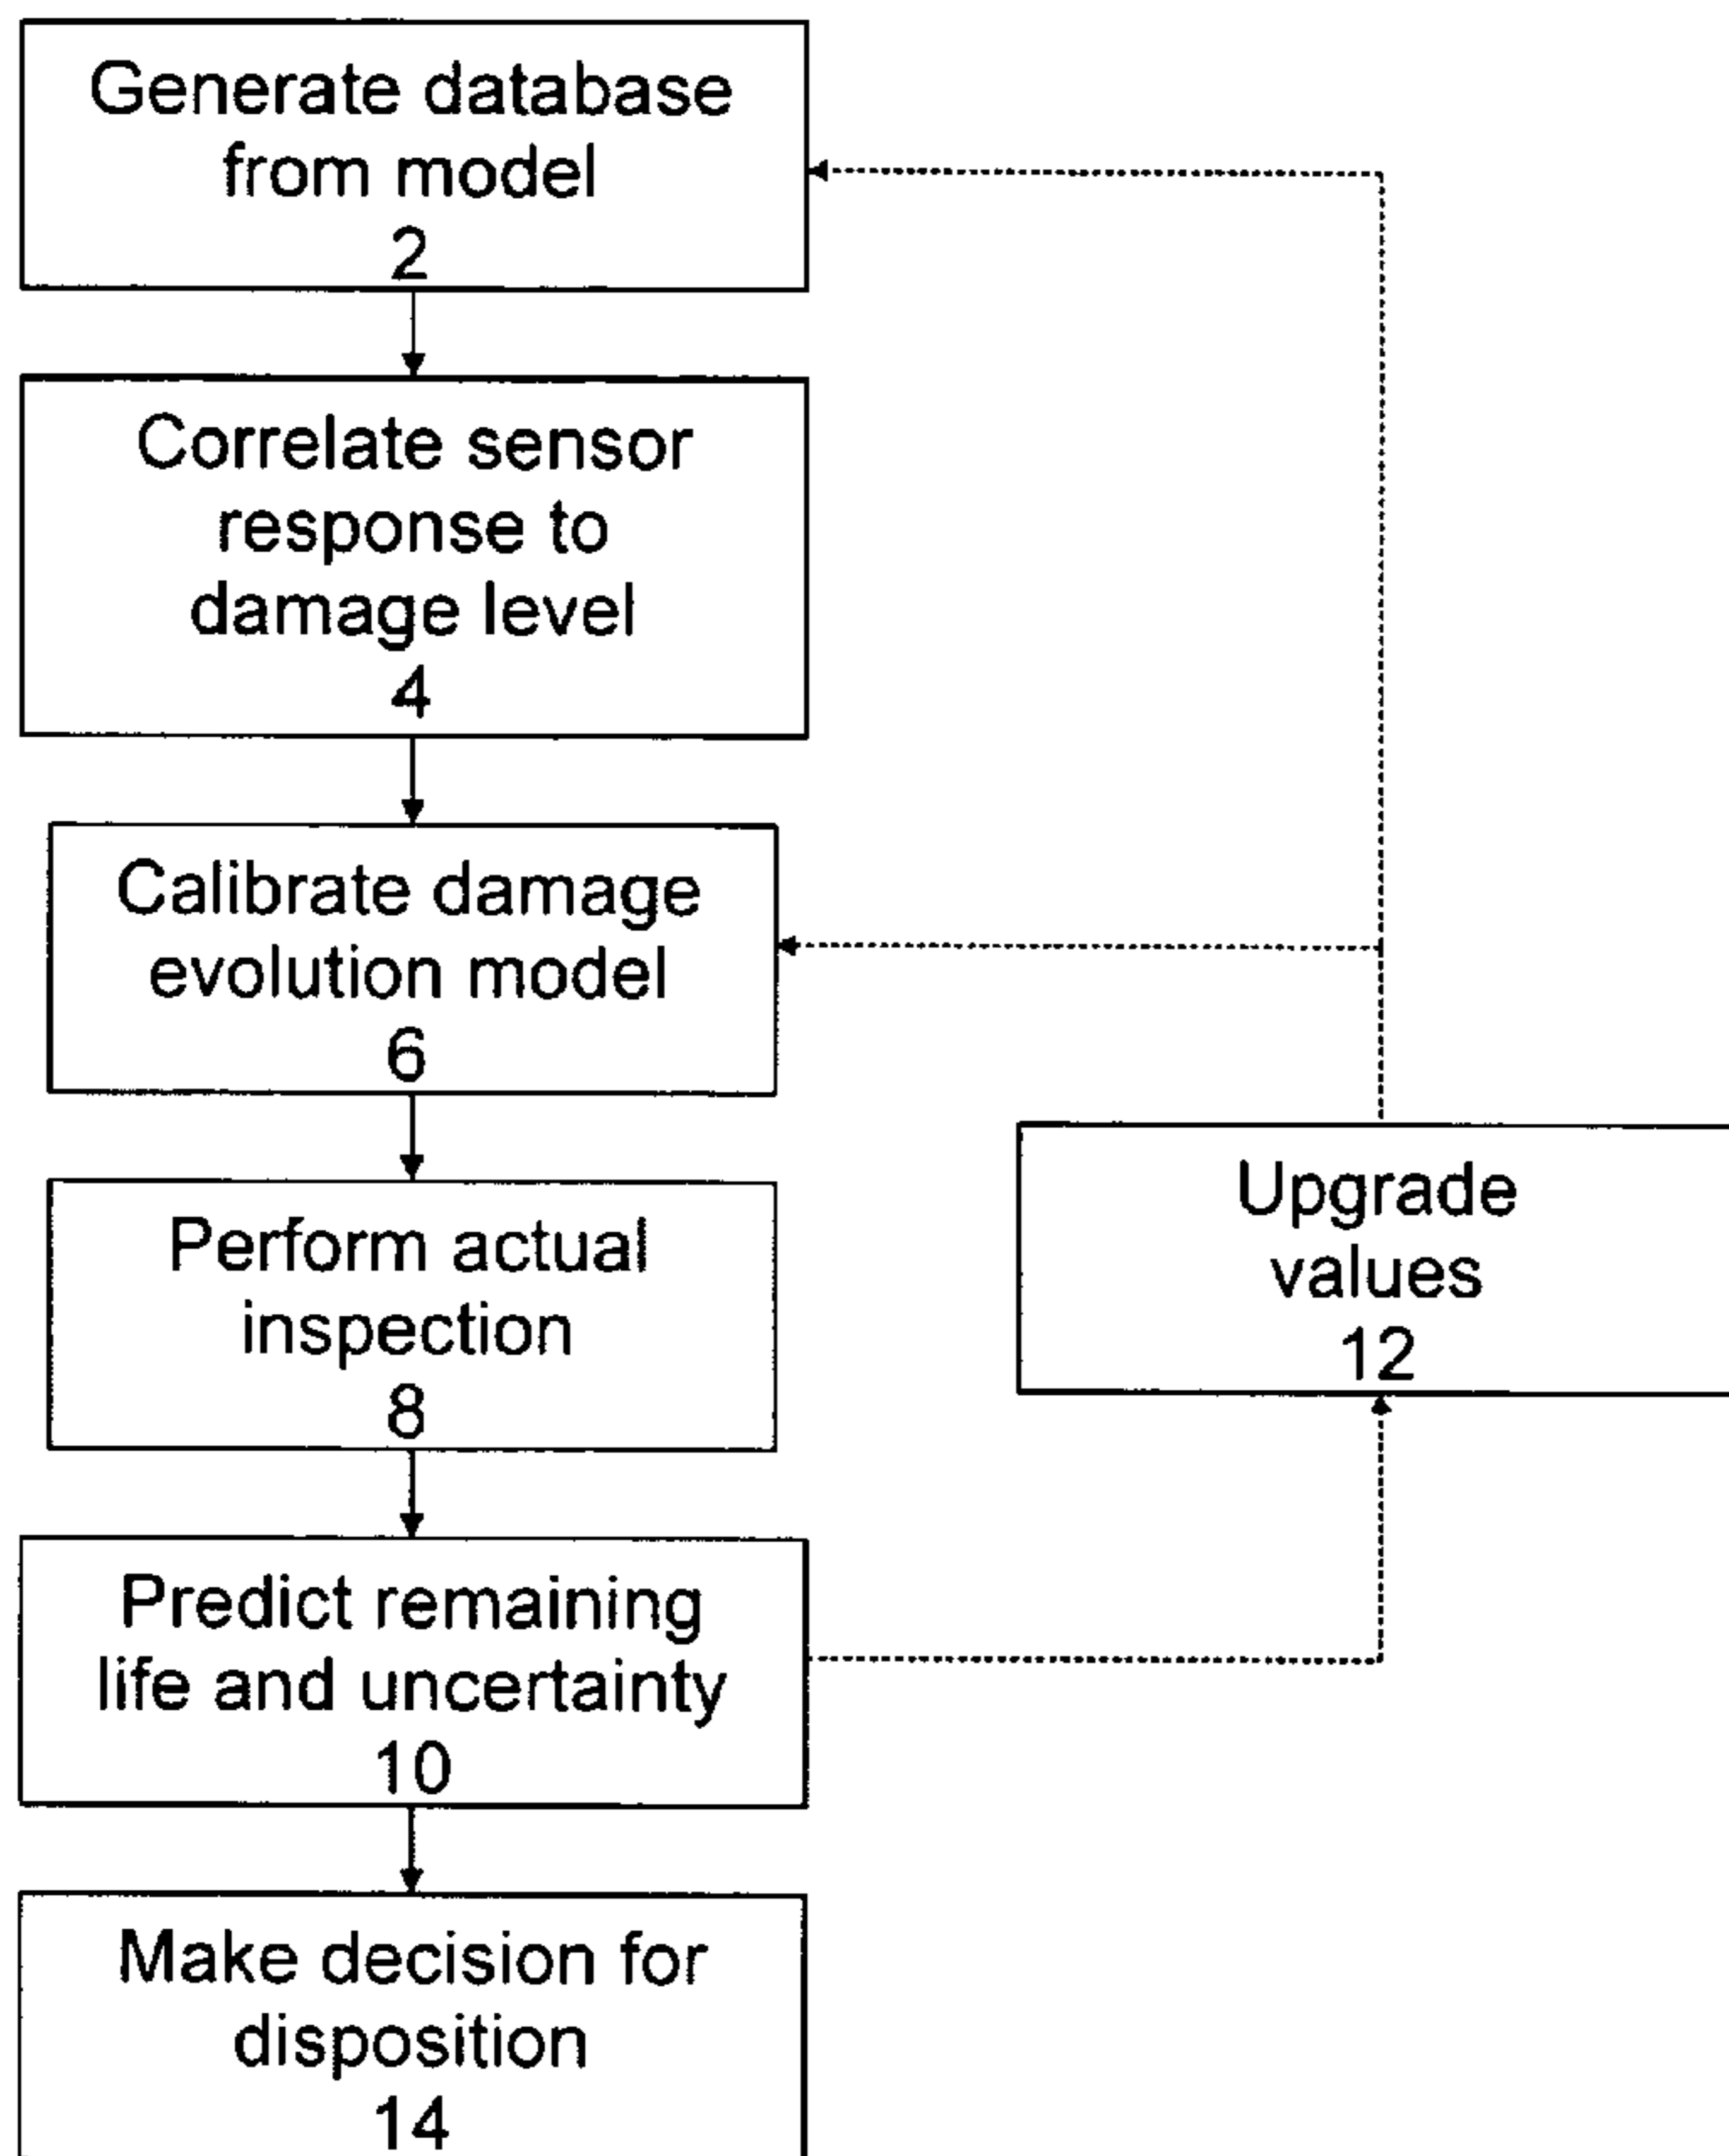 Generate database
from model
2
Correlate sensor
response to
damage level
4
Calibrate damage
evolution model
6
Perform actual
inspection
8
Upgrade
values
12
Predict remaining
life and uncertainty
10
Make decision for
disposition
14